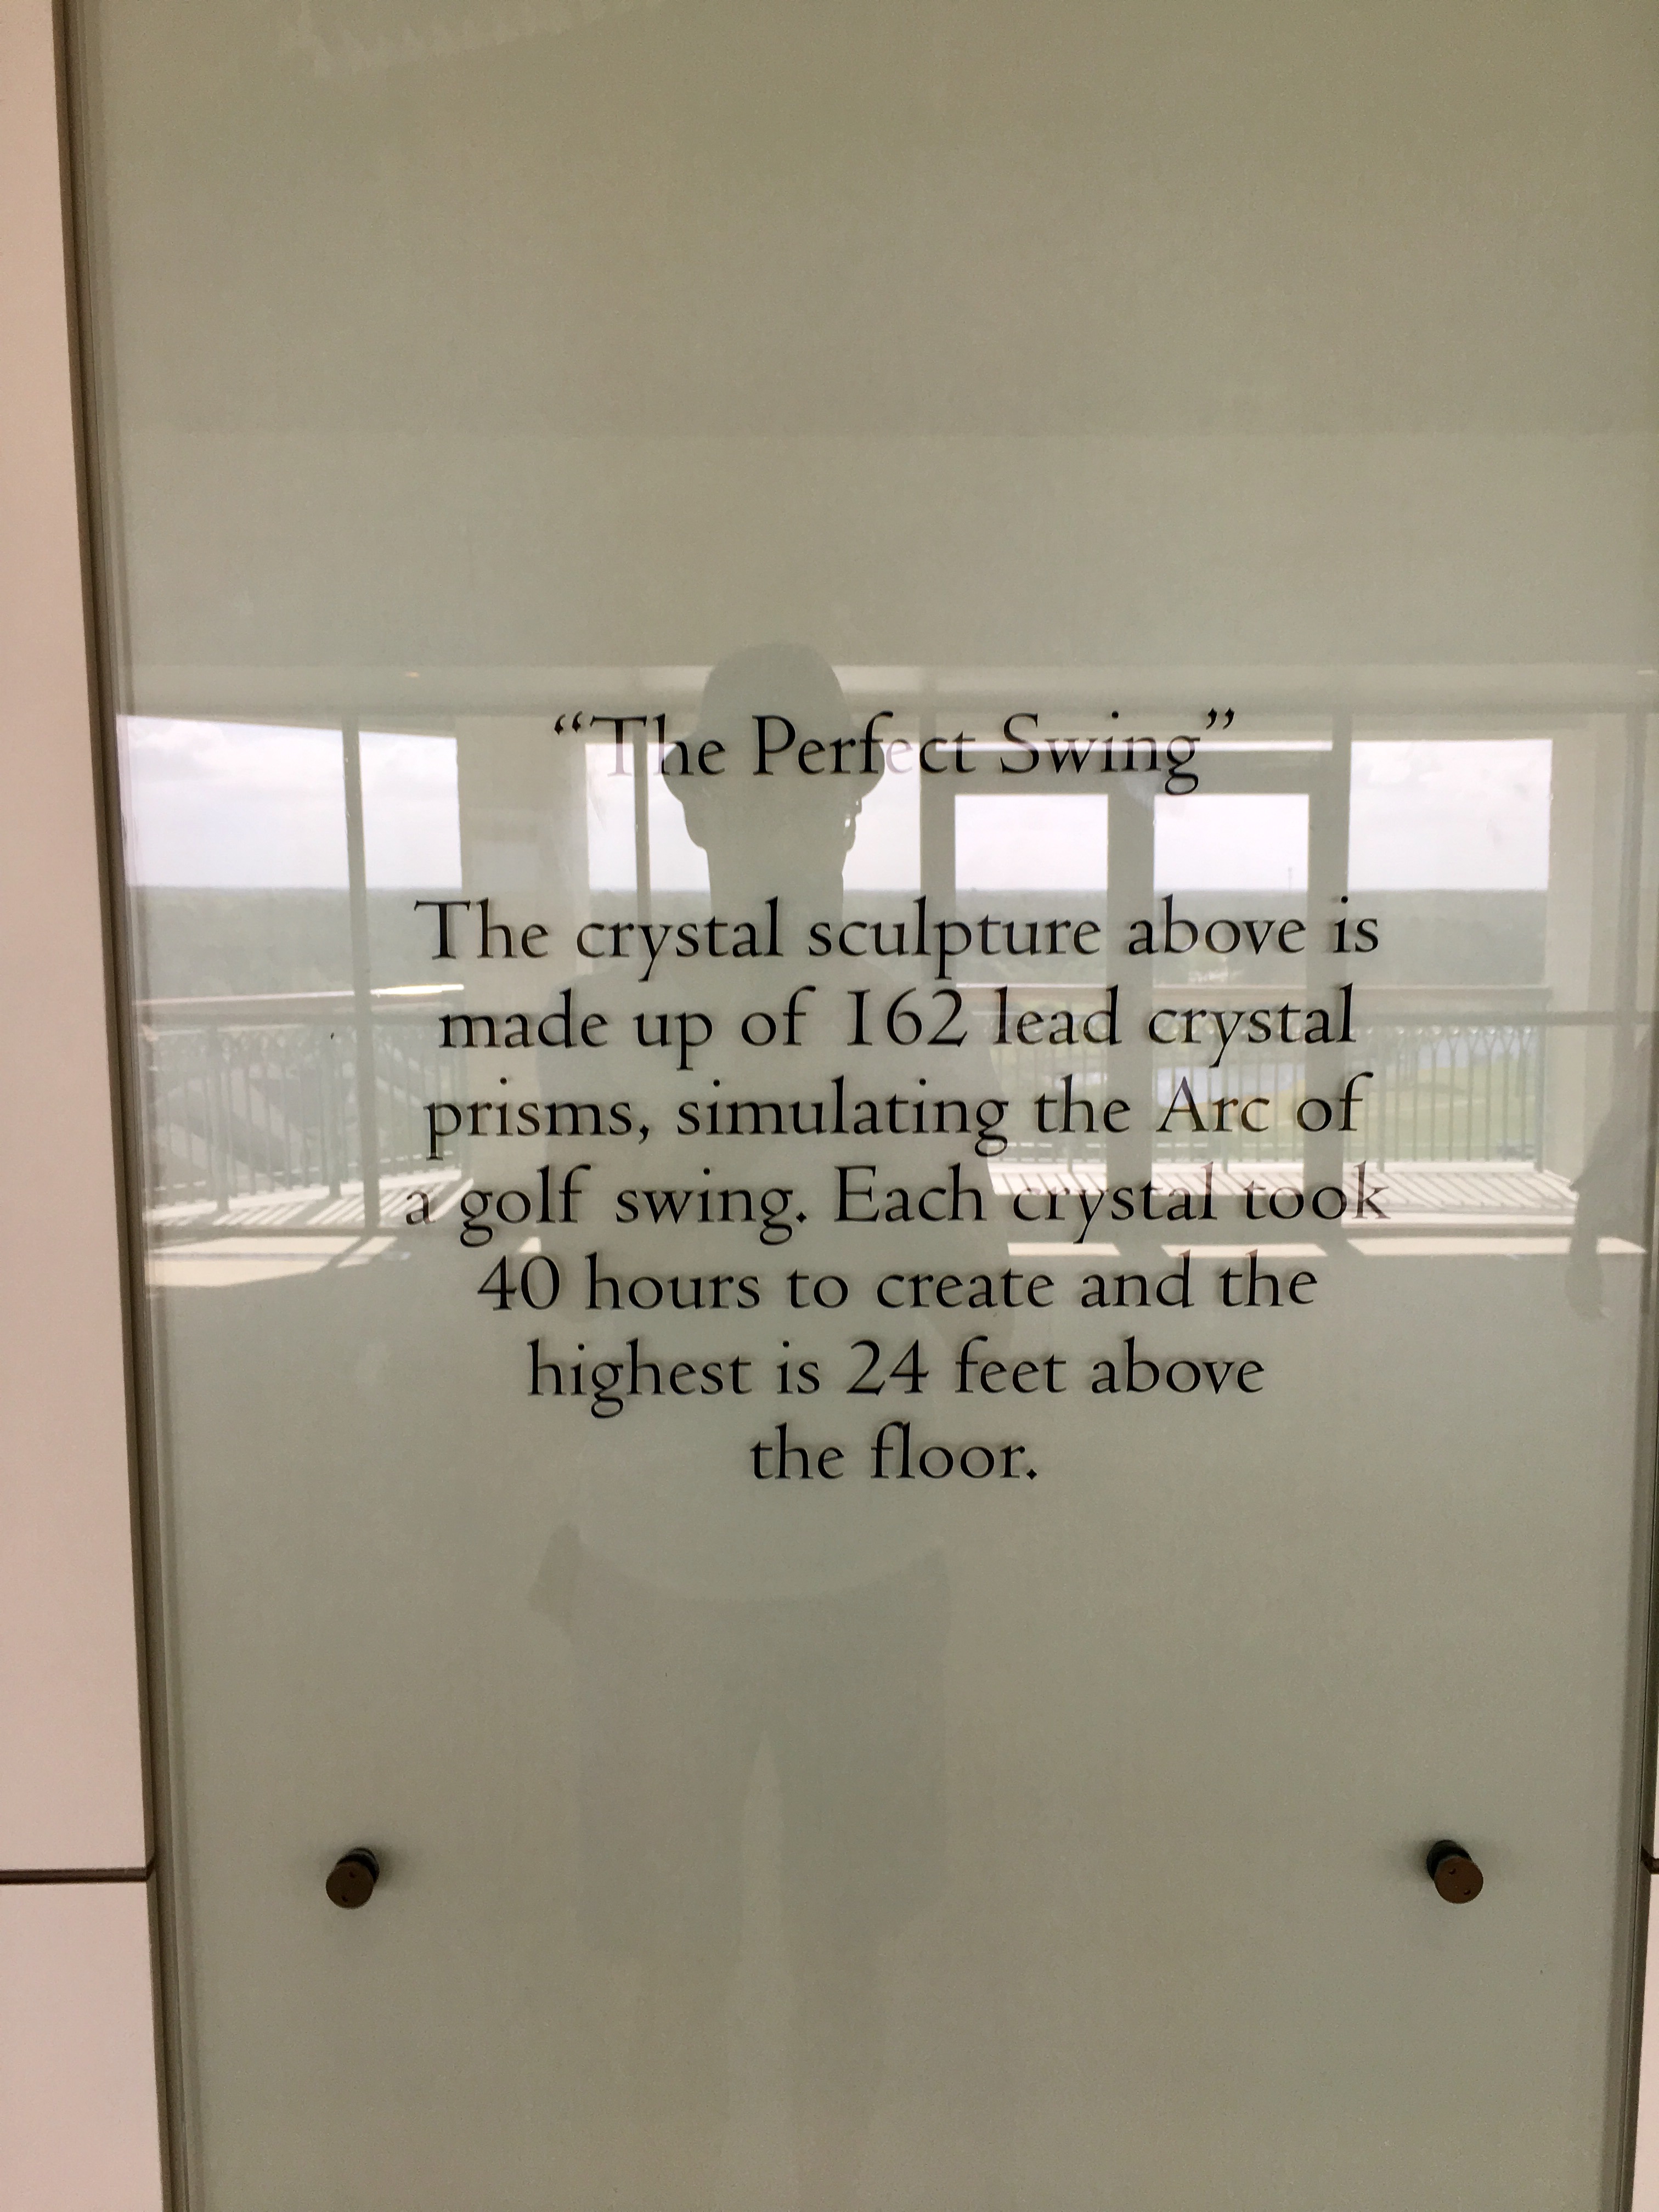 “The Perfect Swing”
The crystal sculpture above is
made up of 162 lead crystal
prisms, simulating the Arc of
a golf swing. Each crystal took
40 hours to create and the
highest is 24 feet above
the floor.